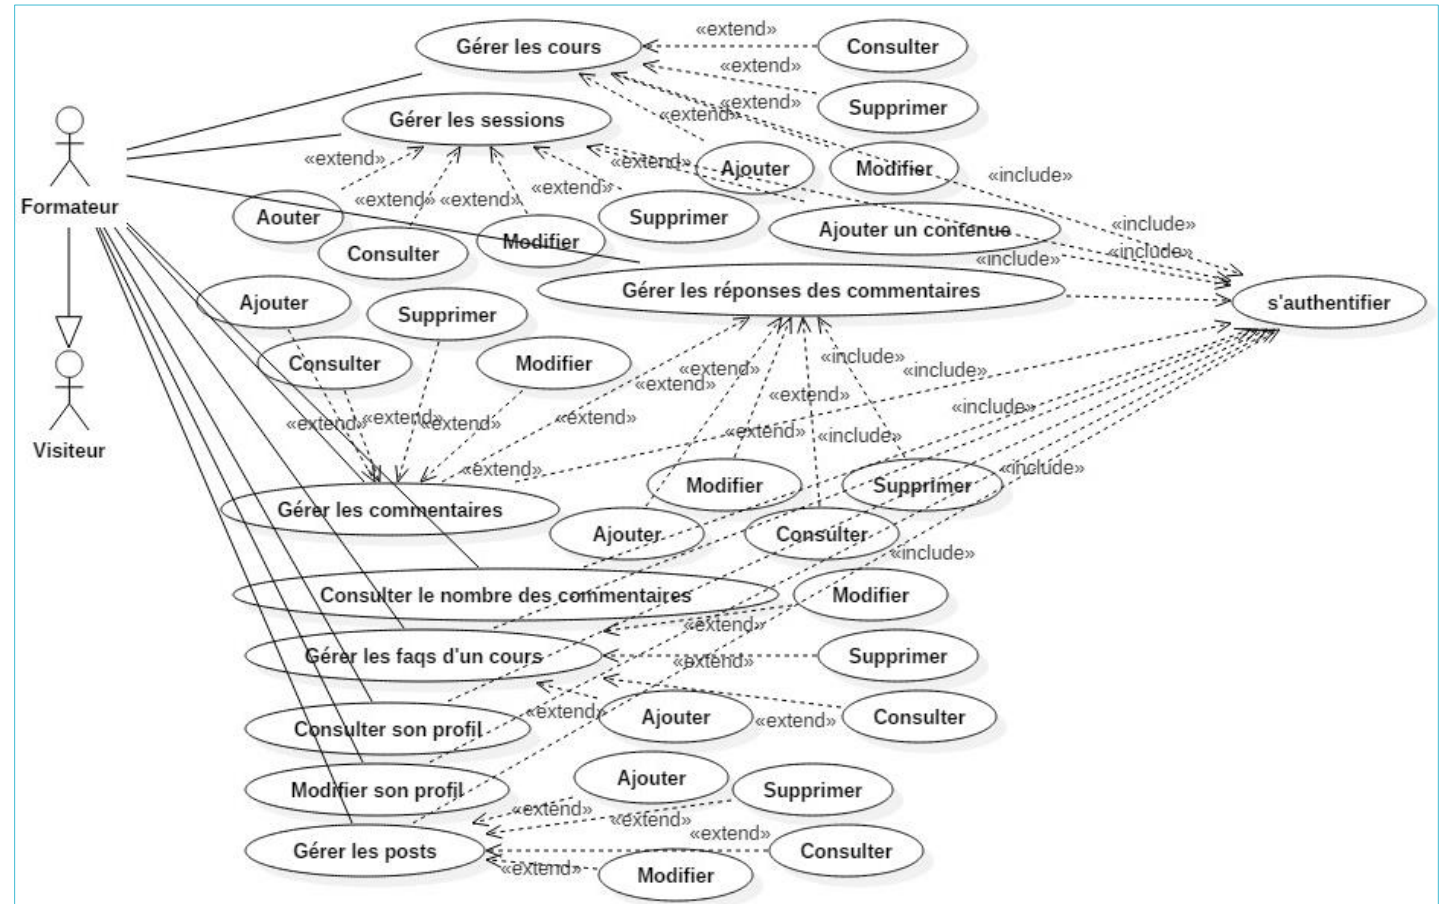 «extend»
Gérer les cours
Consulter
«extend»
Supprimer
«extend»
«extend»
Gérer les sessions
«extend»
«extend»
Ajouter
Modifier
«include»
Formateur
«extend»
«extend»
«extend»
Aouter
Supprimer
Ajouter un contenue
«include»
Consulter
Modifier
«include»
«include»
Gérer les réponses des commentaires
s'authentifier
Ajouter
Supprimer
Consulter
Modifier
«include»
«extend»
«include»
«extend»
«extend»
«include»
«extend»
«extend»
«extend»
«extend»
«extend»
«include»
Visiteur
«extend»
«include»
Modifier
Supprimer
Gérer les commentaires
Ajouter
Consulter
«include»
Consulter le nombre des commentaires
Modifier
«extend»
Gérer les faqs d'un cours
«extend»
Supprimer
«extend»
Ajouter
«extend»
Consulter
Consulter son profil
Ajouter
Modifier son profil
Supprimer
«extend»
«extend»
«extend»
Gérer les posts
Consulter
«extend»
Modifier